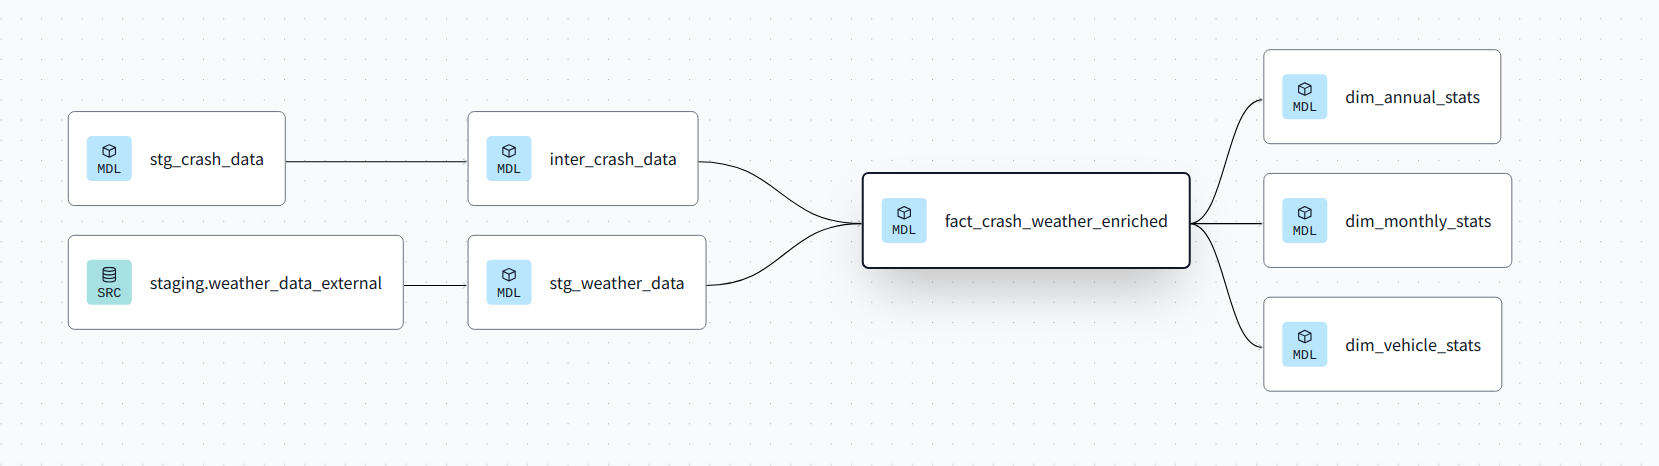 MDL
stg_crash_data
SRC
staging.weather_data_external
MDL
inter_crash_data
MDL
stg_weather_data
MDL
fact_crash_weather_enriched
MDL
dim_annual_stats
MDL
dim_monthly_stats
MDL
dim_vehicle_stats